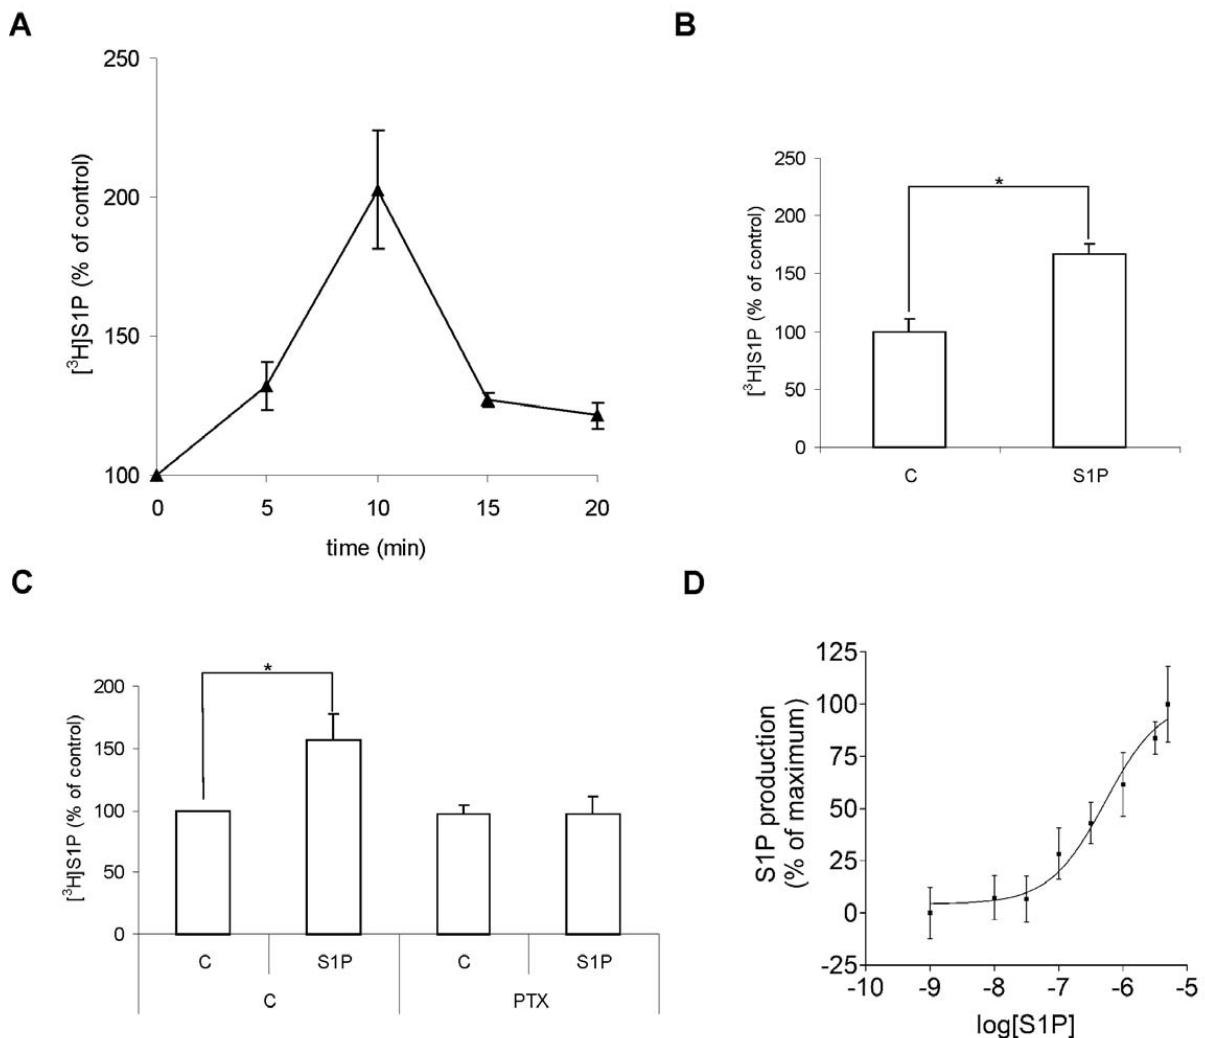 A
[³H]S1P (% of control)
250
200
150
100
0 5 10 15 20
time (min)
B
[³H]S1P (% of control)
250
200
150
100
50
0
*
C S1P
C
[³H]S1P (% of control)
200
150
100
50
0
*
C S1P C S1P
C PTX
D
S1P production
(% of maximum)
125
100
75
50
25
0
-25
-10 -9 -8 -7 -6 -5
log[S1P]